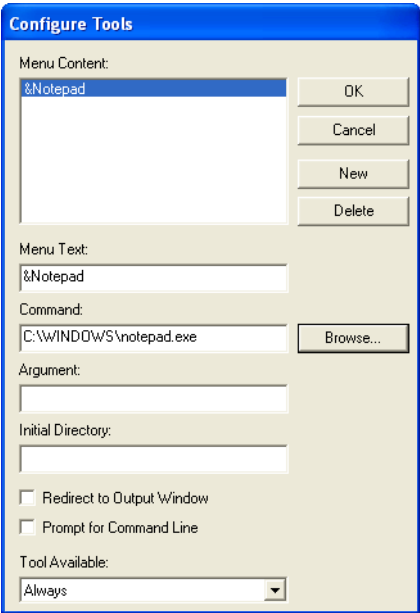 Configure Tools
Menu Content:
&Notepad
OK
Cancel
New
Delete
Menu Text:
&Notepad
Command:
C:\WINDOWS\notepad.exe
Browse...
Argument:
Initial Directory:
Redirect to Output Window
Prompt for Command Line
Tool Available:
Always